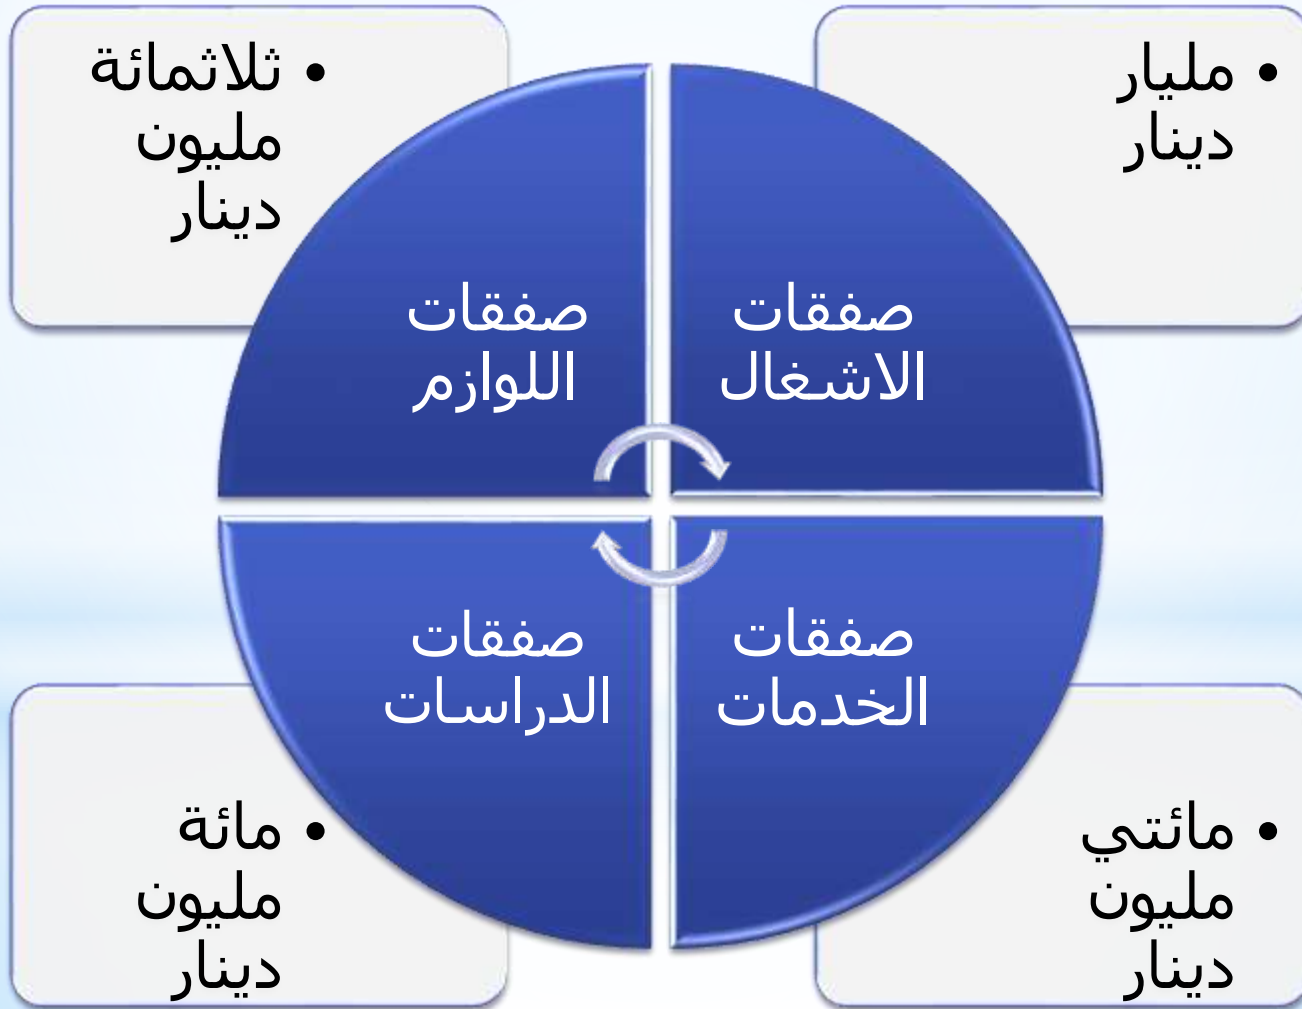 • مليار
دينار
• ثلاثمائة
مليون
دينار
صفقات
الاشغال
صفقات
اللوازم
صفقات
الخدمات
صفقات
الدراسات
• مائتي
مليون
دينار
• مائة
مليون
دينار